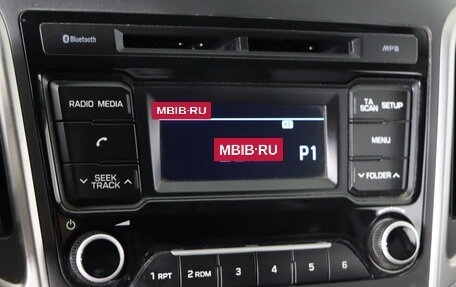 Bluetooth
MP3
RADIO MEDIA
MBIB·RU
TA SCAN SETUP
MBIB·RU
P1
MENU
SEEK TRACK
FOLDER
1 RPT 2 RDM 3 4 5 6